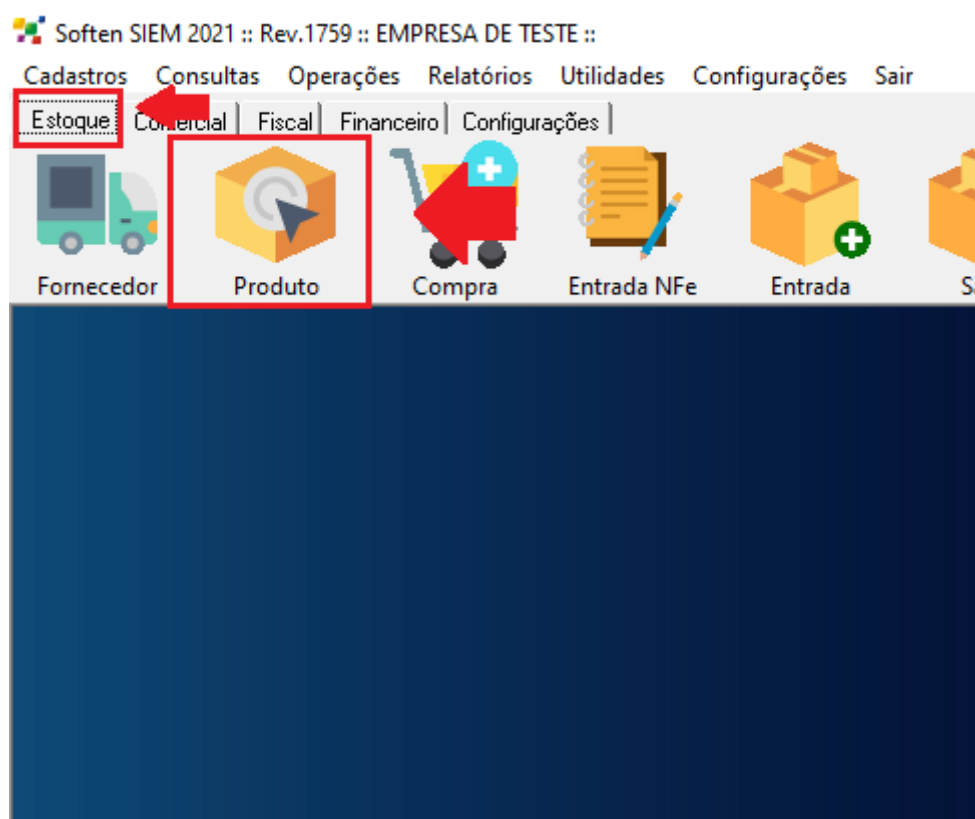 Soften SIEM 2021 :: Rev.1759 :: EMPRESA DE TESTE ::
Cadastros Consultas Operações Relatórios Utilidades Configurações Sair
Estoque Comercial Fiscal Financeiro Configurações
Fornecedor Produto Compra Entrada NFe Entrada